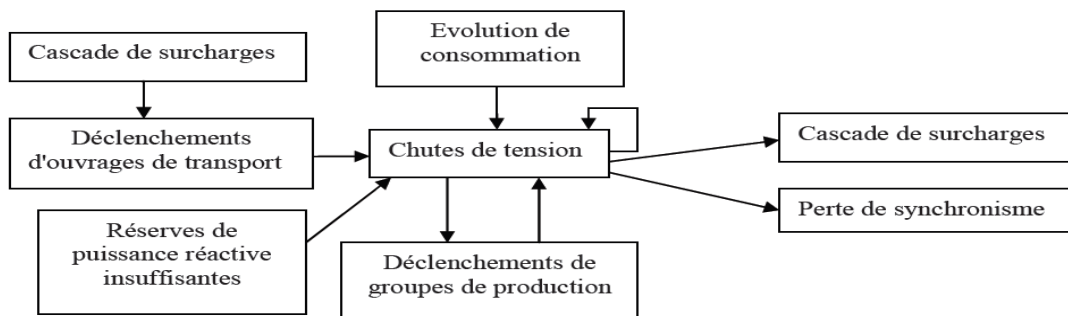 Cascade de surcharges
Evolution de
consommation
Déclenchements
d'ouvrages de transport
Chutes de tension
Cascade de surcharges
Réserves de
puissance réactive
insuffisantes
Déclenchements de
groupes de production
Perte de synchronisme